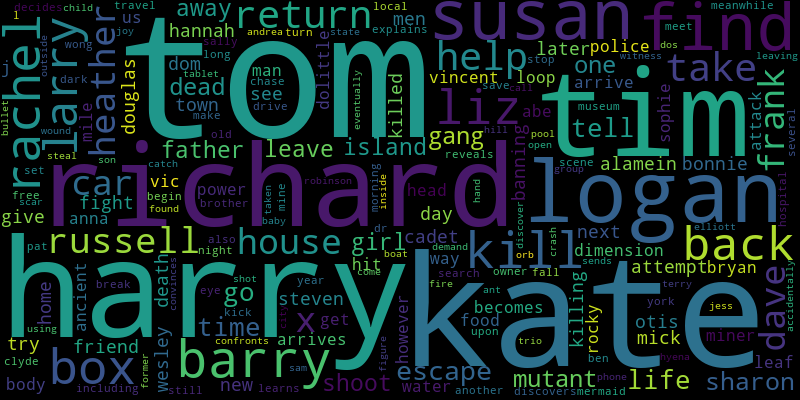 decides child travel
local
away return susan find
hannah us men
andrea turn state
explains meanwhile
sally meet dos
rachel larry heather tom tim
long help later police witness leaving
douglas dom man dolittle liz vincent loop one take
dead see chase stop arrive
town tablet save call museum frank
j mile make drive killed abe sophie tell attack several
bullet wound dark wong outside
steal old eventually gang hill pool open
father leave island reveals scene alamein bonnie
son catch morning banning group hospital
set richard logan
free car vic power head
scar fight begin robinson inside hand
give anna found brother taken mine baby day
russell house girl cadet kill next back
pat also dr boat demand way discover crash elliott
night hit come search dimension sends
home ancient break death convinces eye shot year fire owner fall attempt bryan dave
harry kate
go steven however ant orb killing terry accidentally
using time kick x get becomes upon food rocky york jess
try friend confronts arrives city figure trio otis miner
clyde wesley barry escape mick ben hyena leaf
box sam another life
body including former still new learns shoot water mutant discovers mermaid phone sharon